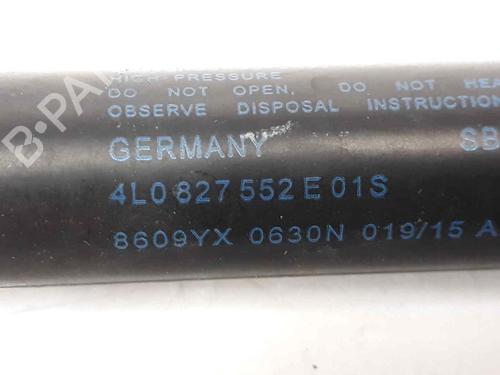 HIGH PRESSURE
DO NOT OPEN, DO NOT HEA
OBSERVE DISPOSAL INSTRUCTION
GERMANY SB
4L0 827 552 E 01S
8609YX 0630N 019/15 A
B-PA